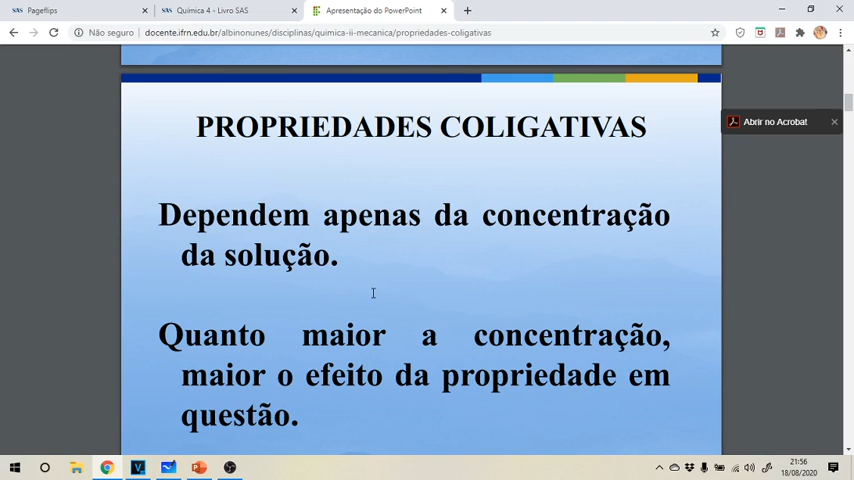 Pageflips
Química 4 - Livro SAS
Apresentação do PowerPoint
Não seguro
docente.ifrn.edu.br/albinonunes/disciplinas/quimica-ii-mecanica/propriedades-coligativas
Abrir no Acrobat
PROPRIEDADES COLIGATIVAS
Dependem apenas da concentração
da solução.
Quanto maior a concentração,
maior o efeito da propriedade em
questão.
21:56
18/08/2020